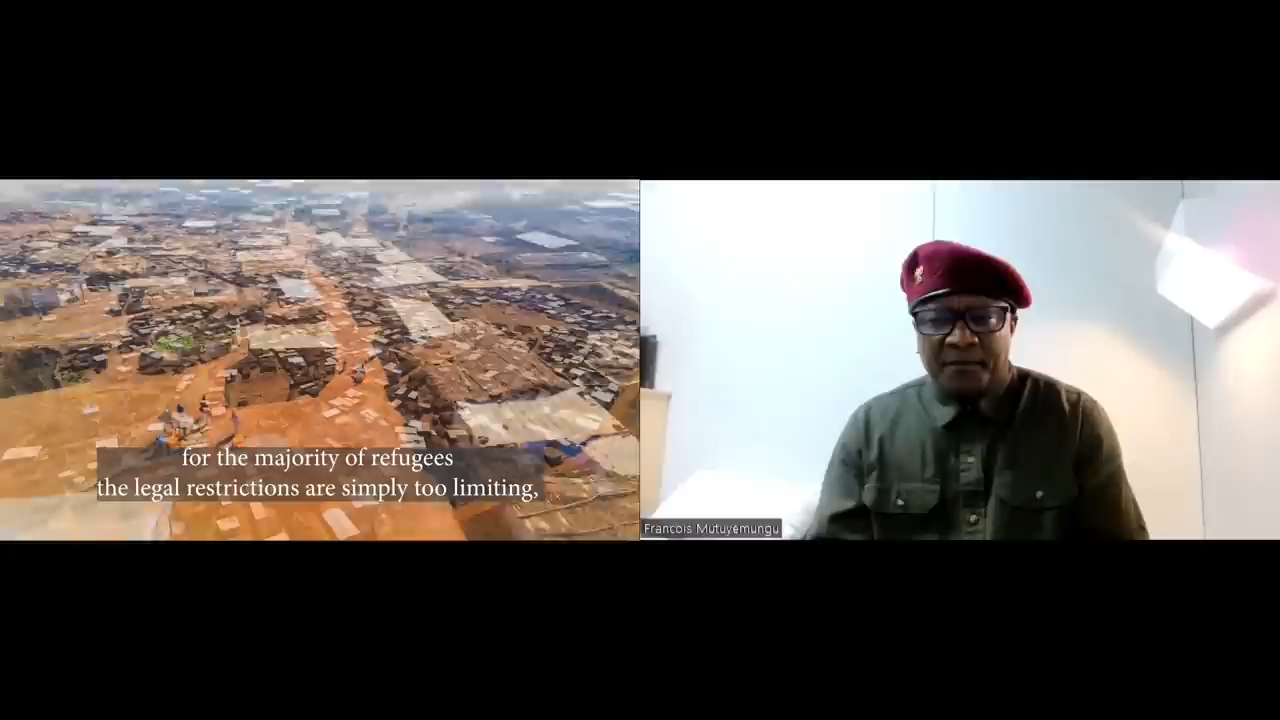 for the majority of refugees
the legal restrictions are simply too limiting,
Francois Mutuyemungu